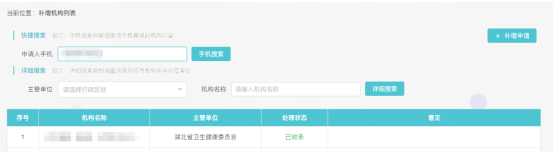 当前位置：补增机构列表
快捷搜索
+ 补增申请
申请人手机
手机搜索
详细搜索
主管单位 请选择行政区划 机构名称 请输入机构名称 详细搜索
序号 机构名称 主管单位 处理状态 意见
1 湖北省卫生健康委员会 已收录